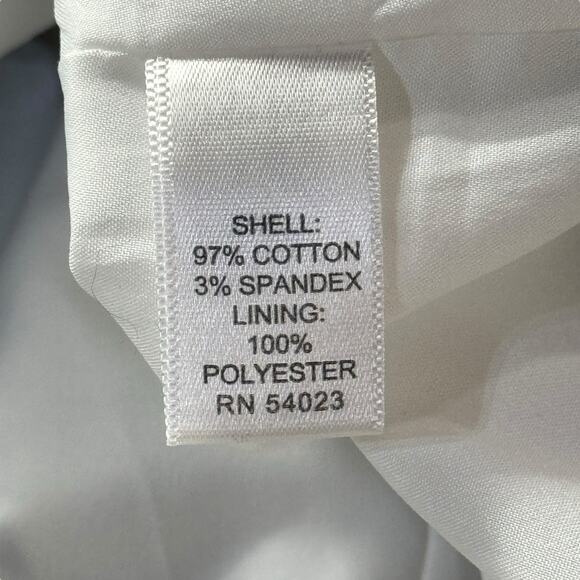 SHELL:
97% COTTON
3% SPANDEX
LINING:
100%
POLYESTER
RN 54023